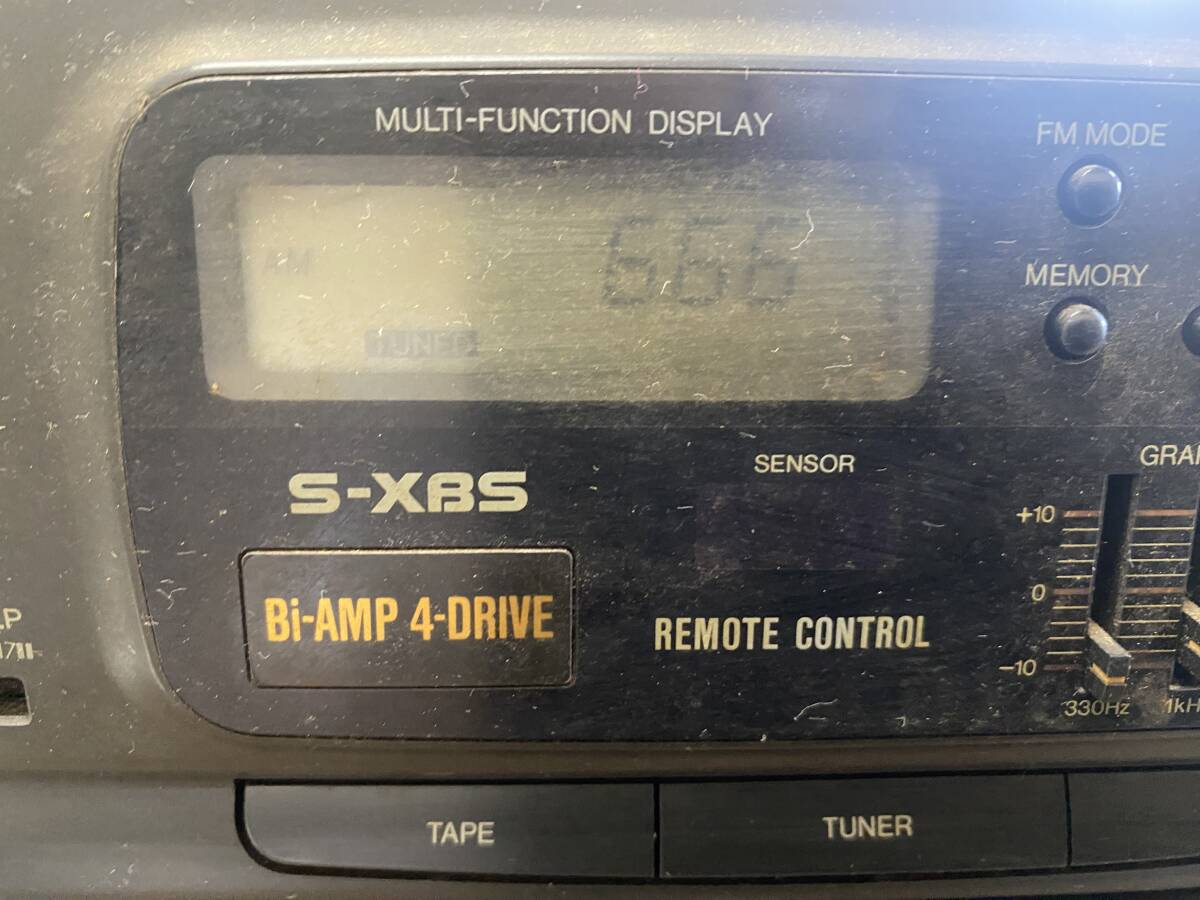 MULTI-FUNCTION DISPLAY
FM MODE
AM
666
MEMORY
TUNER
SENSOR
S-XBS
+10
0
Bi-AMP 4-DRIVE
REMOTE CONTROL
-10
330Hz
TAPE
TUNER